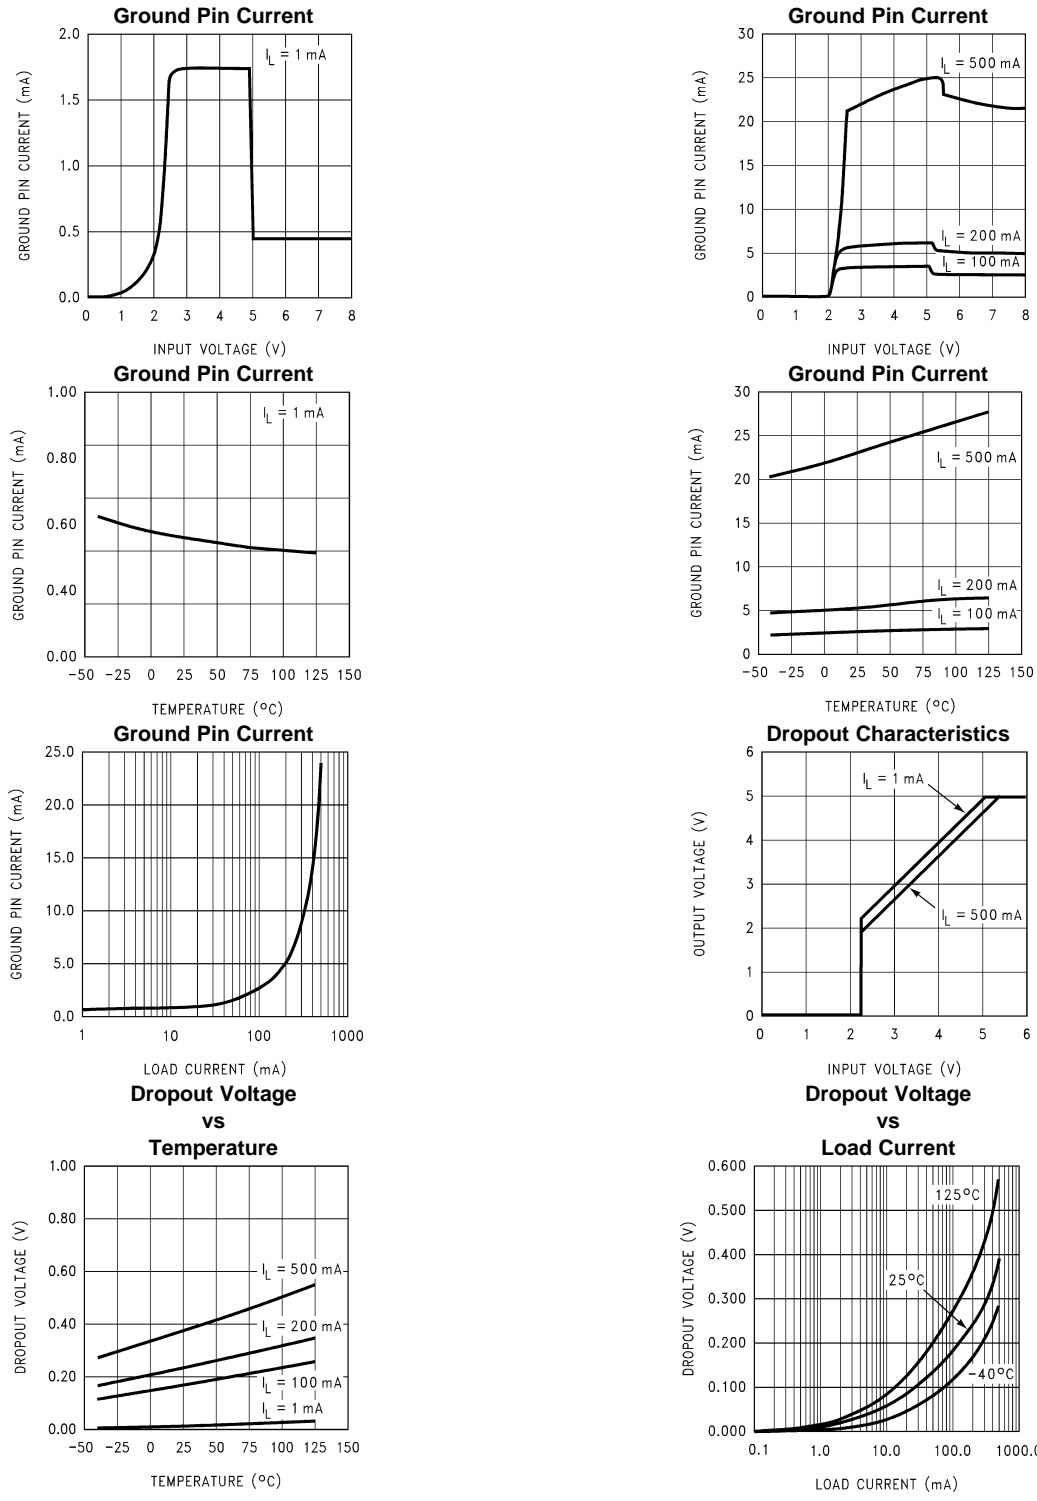 Ground Pin Current
2.0
1.5
1.0
0.5
0.0
GROUND PIN CURRENT (mA)
I_L = 1 mA
0 1 2 3 4 5 6 7 8
INPUT VOLTAGE (V)
Ground Pin Current
30
25
20
15
10
5
0
GROUND PIN CURRENT (mA)
I_L = 500 mA
I_L = 200 mA
I_L = 100 mA
0 1 2 3 4 5 6 7 8
INPUT VOLTAGE (V)
Ground Pin Current
1.00
0.80
0.60
0.40
0.00
GROUND PIN CURRENT (mA)
I_L = 1 mA
-50 -25 0 25 50 75 100 125 150
TEMPERATURE (°C)
Ground Pin Current
30
25
20
15
10
5
0
GROUND PIN CURRENT (mA)
I_L = 500 mA
I_L = 200 mA
I_L = 100 mA
-50 -25 0 25 50 75 100 125 150
TEMPERATURE (°C)
Ground Pin Current
25.0
20.0
15.0
10.0
5.0
0.0
GROUND PIN CURRENT (mA)
1 10 100 1000
LOAD CURRENT (mA)
Dropout Characteristics
6
5
4
3
2
1
0
OUTPUT VOLTAGE (V)
I_L = 1 mA
I_L = 500 mA
0 1 2 3 4 5 6
INPUT VOLTAGE (V)
Dropout Voltage
vs
Temperature
1.00
0.80
0.60
0.40
0.20
0.00
DROPOUT VOLTAGE (V)
I_L = 500 mA
I_L = 200 mA
I_L = 100 mA
I_L = 1 mA
-50 -25 0 25 50 75 100 125 150
TEMPERATURE (°C)
Dropout Voltage
vs
Load Current
0.600
0.500
0.400
0.300
0.200
0.100
0.000
DROPOUT VOLTAGE (V)
125°C
25°C
-40°C
0.1 1.0 10.0 100.0 1000.0
LOAD CURRENT (mA)